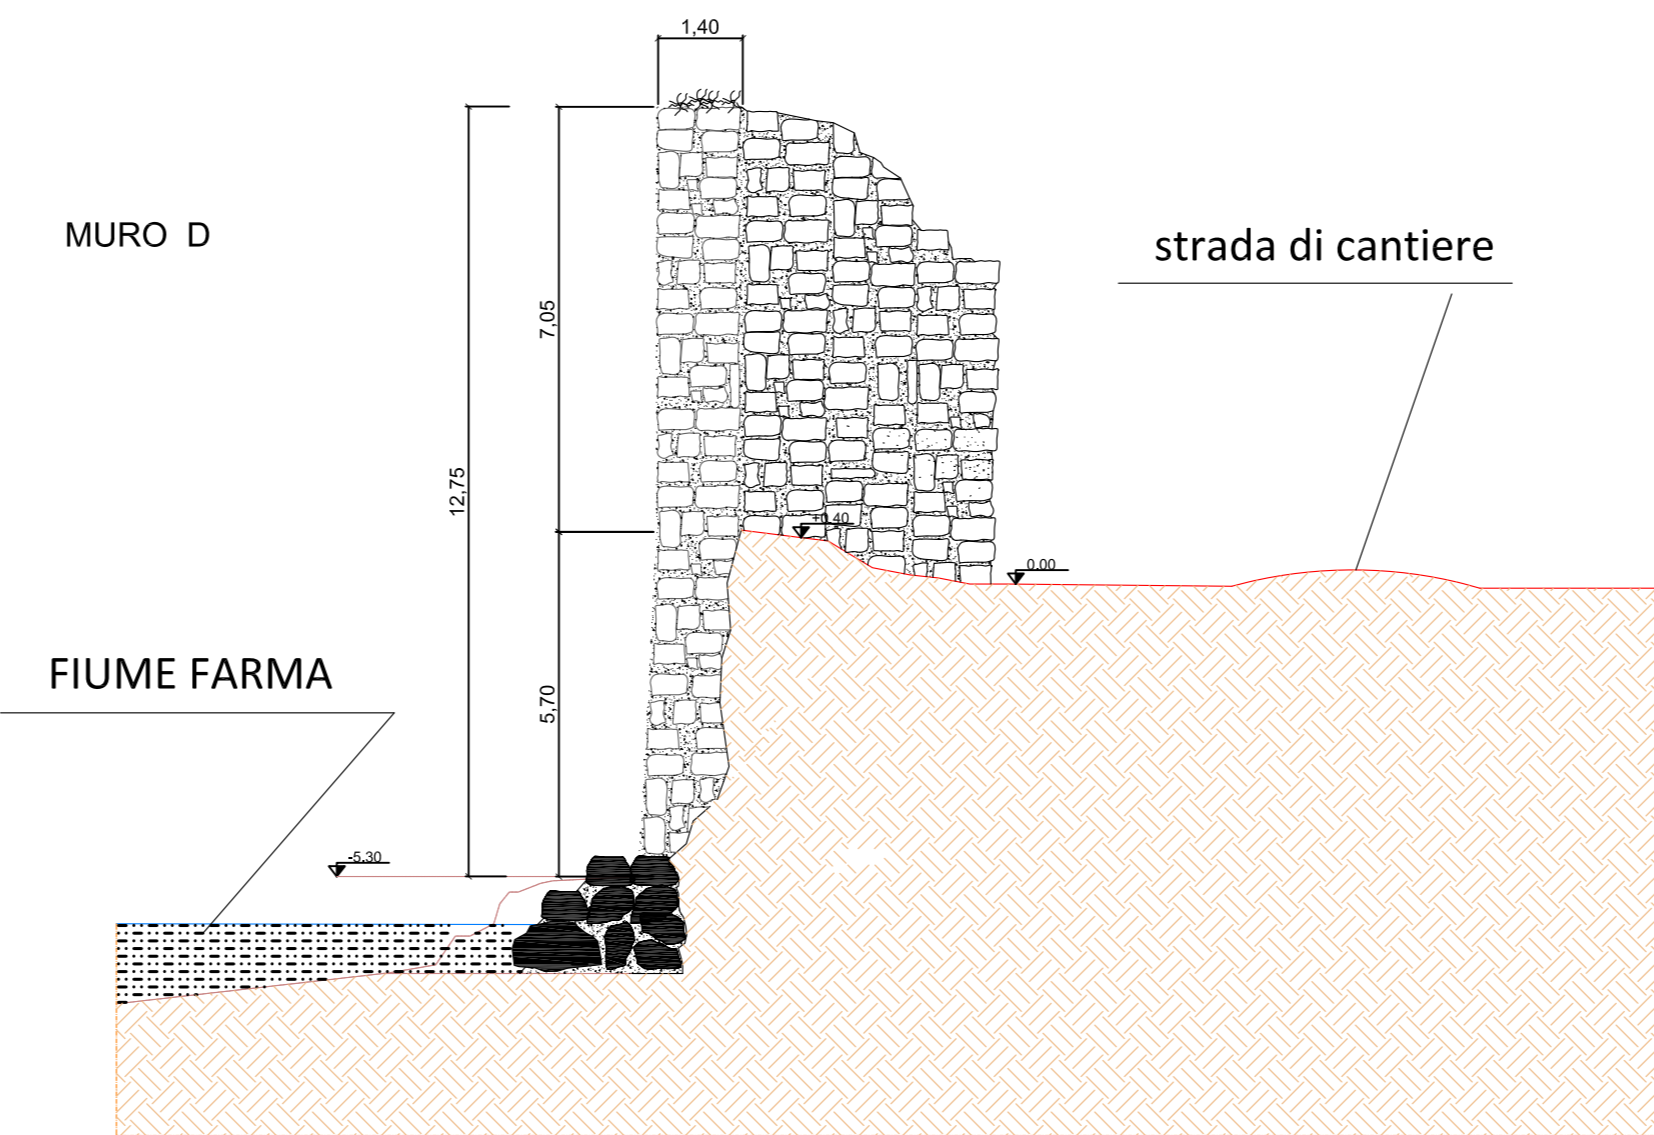 1,40
MURO D
strada di cantiere
7,05
12,75
+0,40
0,00
FIUME FARMA
5,70
-5,30